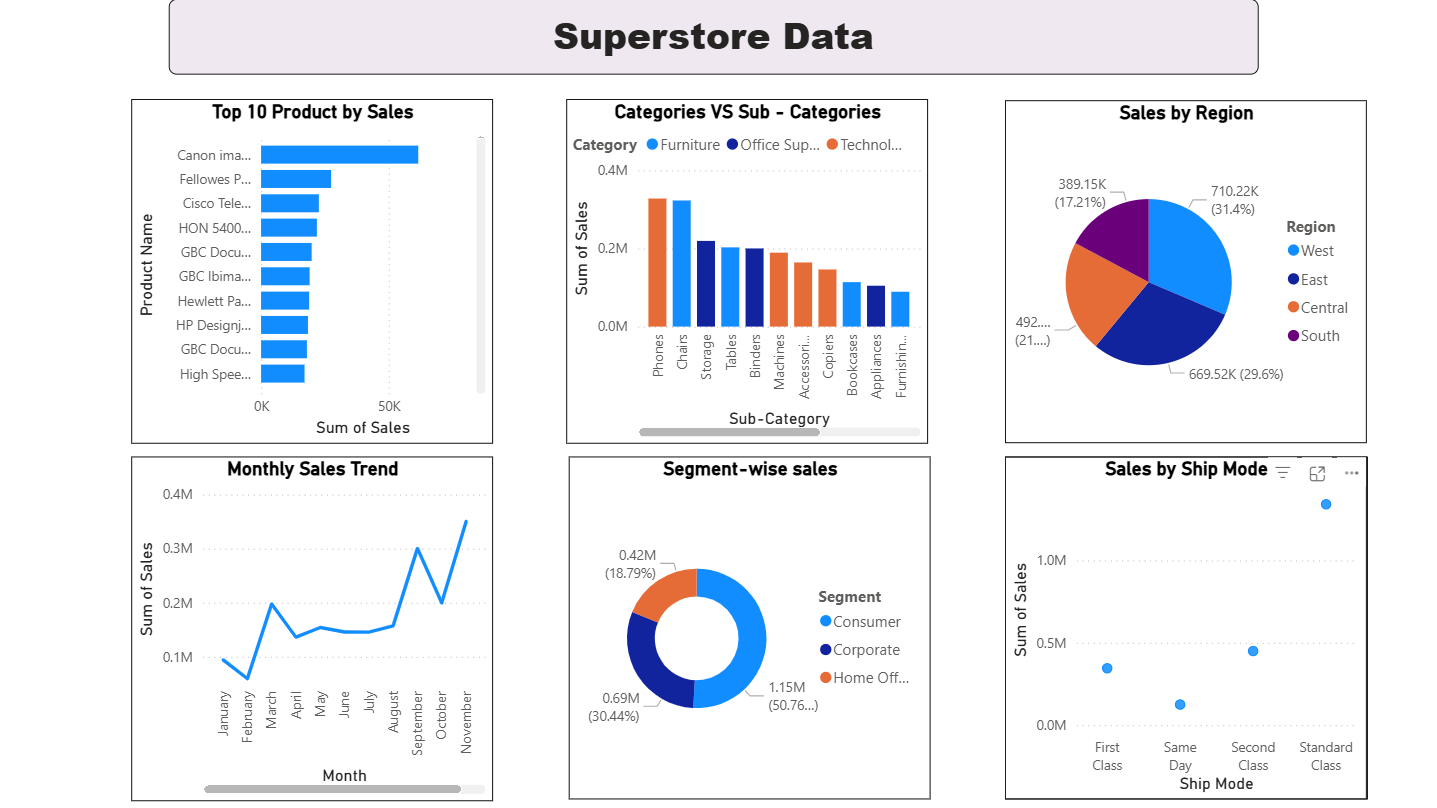 Superstore Data
Top 10 Product by Sales
Product Name
Canon ima...
Fellowes P...
Cisco Tele...
HON 5400...
GBC Docu...
GBC Ibima...
Hewlett Pa...
HP Designj...
GBC Docu...
High Spee...
0K 50K
Sum of Sales
Categories VS Sub - Categories
Category Furniture Office Sup... Technol...
Sum of Sales
0.4M
0.2M
0.0M
Phones
Chairs
Storage
Tables
Binders
Machines
Accessori...
Copiers
Bookcases
Appliances
Furnishin...
Sub-Category
Sales by Region
389.15K
(17.21%)
710.22K
(31.4%)
492....
(21....)
669.52K (29.6%)
Region
West
East
Central
South
Monthly Sales Trend
Sum of Sales
0.4M
0.3M
0.2M
0.1M
January
February
March
April
May
June
July
August
September
October
November
Month
Segment-wise sales
0.42M
(18.79%)
0.69M
(30.44%)
1.15M
(50.76...)
Segment
Consumer
Corporate
Home Off...
Sales by Ship Mode
Sum of Sales
1.0M
0.5M
0.0M
First
Class
Same
Day
Second
Class
Standard
Class
Ship Mode